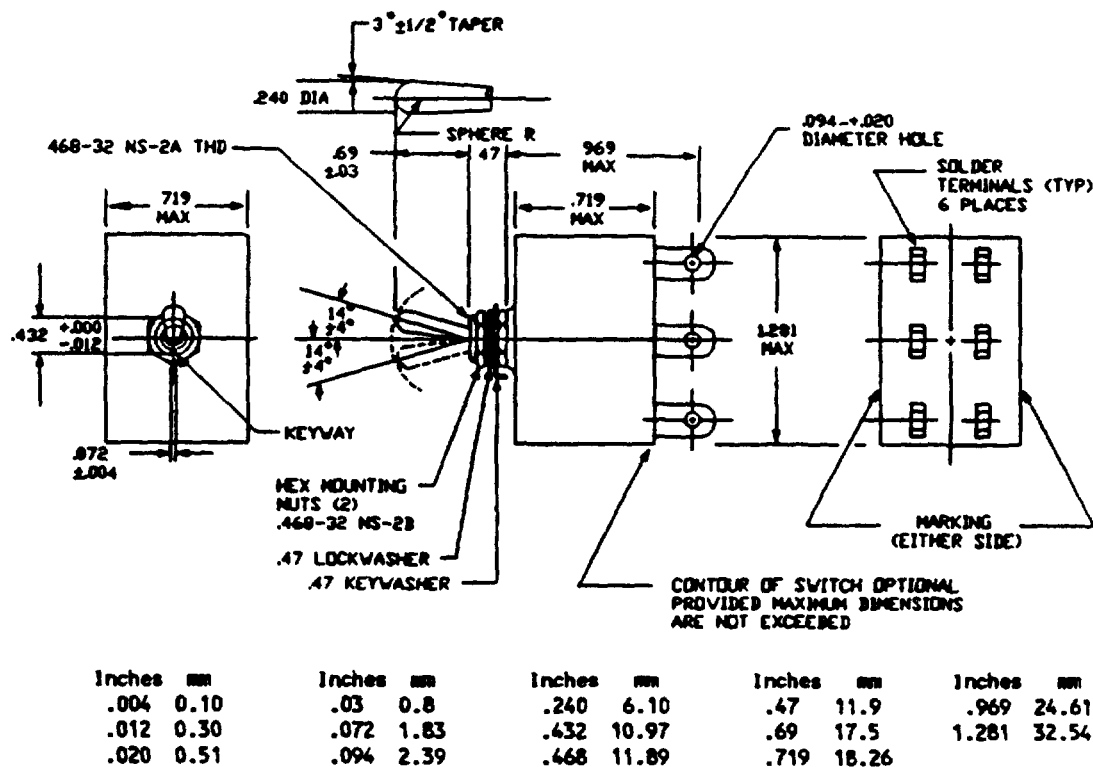 3°±1/2° TAPER
.240 DIA
SPHERE R
.094-+.020
DIAMETER HOLE
468-32 NS-2A THD
.69
±.03
.47
.969
MAX
SOLDER
TERMINALS (TYP)
6 PLACES
.719
MAX
.719
MAX
14°
±4°
14°
±4°
.432 +.000
-.012
1.281
MAX
KEYWAY
.072
±.004
HEX MOUNTING
NUTS (2)
.468-32 NS-2B
.47 LOCKWASHER
.47 KEYWASHER
MARKING
(EITHER SIDE)
CONTOUR OF SWITCH OPTIONAL
PROVIDED MAXIMUM DIMENSIONS
ARE NOT EXCEEDED
Inches mm Inches mm Inches mm Inches mm Inches mm
.004 0.10 .03 0.8 .240 6.10 .47 11.9 .969 24.61
.012 0.30 .072 1.83 .432 10.97 .69 17.5 1.281 32.54
.020 0.51 .094 2.39 .468 11.89 .719 18.26